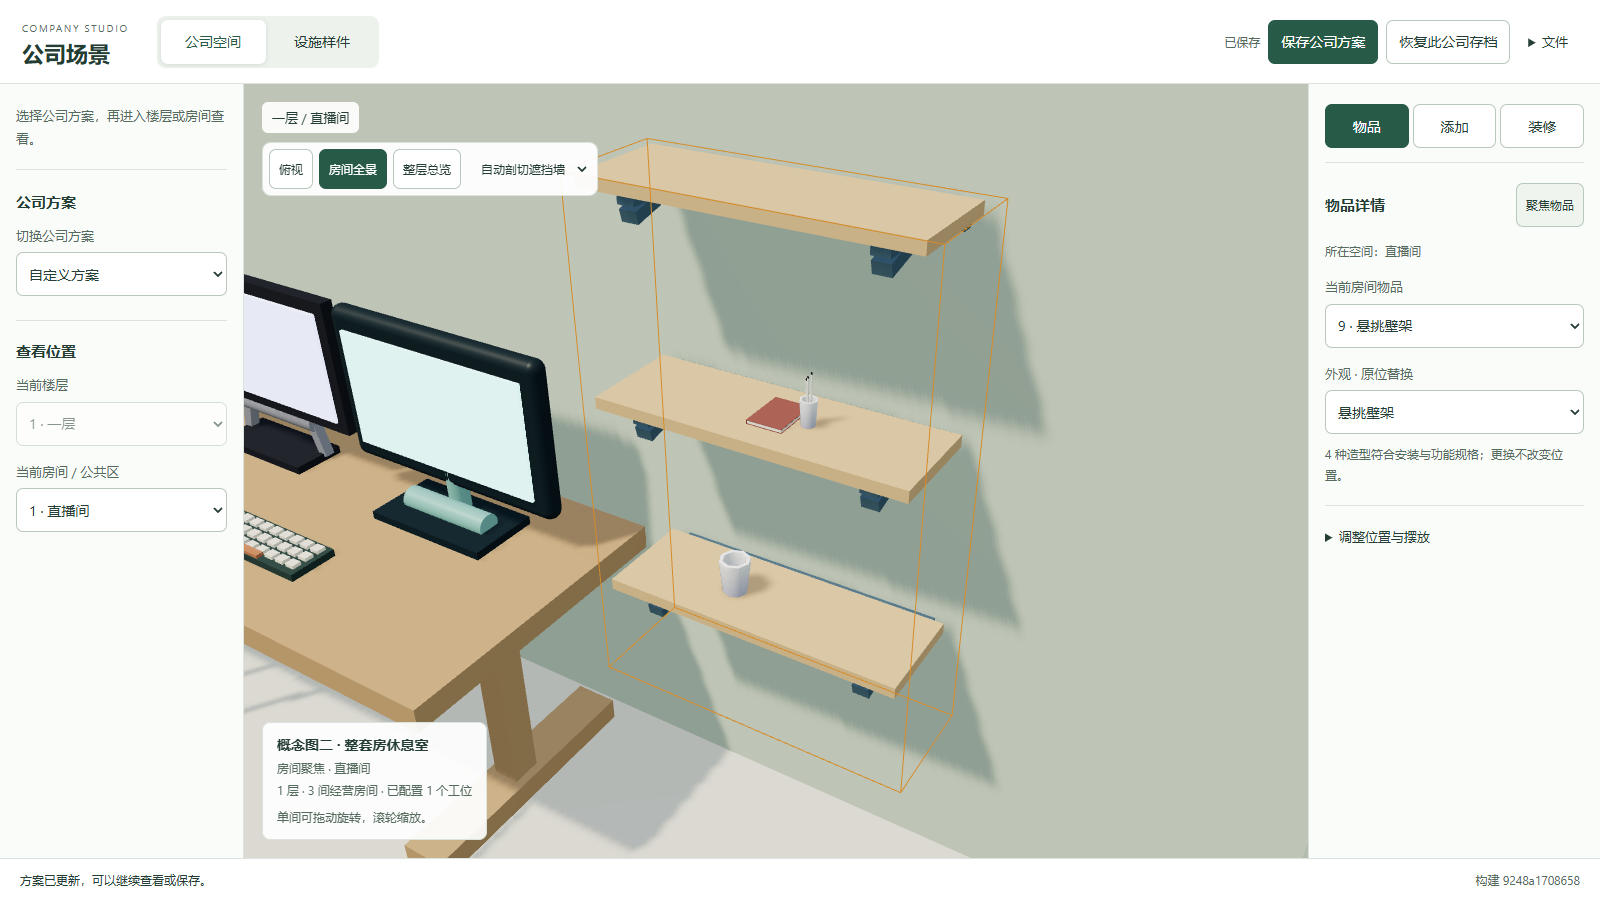 COMPANY STUDIO
公司场景
公司空间
设施样件
已保存
保存公司方案
恢复此公司存档
文件
选择公司方案，再进入楼层或房间查
看。
公司方案
切换公司方案
自定义方案
查看位置
当前楼层
1 · 一层
当前房间 / 公共区
1 · 直播间
一层 / 直播间
俯视
房间全景
整层总览
自动剖切遮挡墙
概念图二 · 整套房休息室
房间聚焦 · 直播间
1 层 · 3 间经营房间 · 已配置 1 个工位
单间可拖动旋转，滚轮缩放。
物品
添加
装修
物品详情
聚焦物品
所在空间：直播间
当前房间物品
9 · 悬挑壁架
外观 · 原位替换
悬挑壁架
4 种造型符合安装与功能规格；更换不改变位
置。
调整位置与摆放
方案已更新，可以继续查看或保存。
构建 9248a1708658